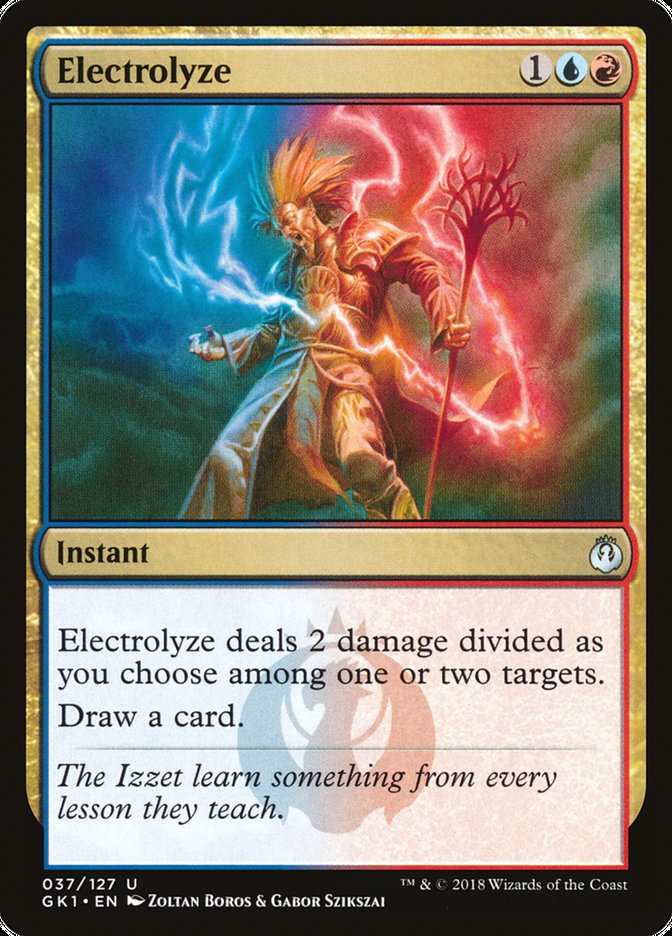 Electrolyze 1
Instant
Electrolyze deals 2 damage divided as
you choose among one or two targets.
Draw a card.
The Izzet learn something from every
lesson they teach.
037/127 U
GK1 • EN Zoltan Boros & Gabor Szikszai
™ & © 2018 Wizards of the Coast